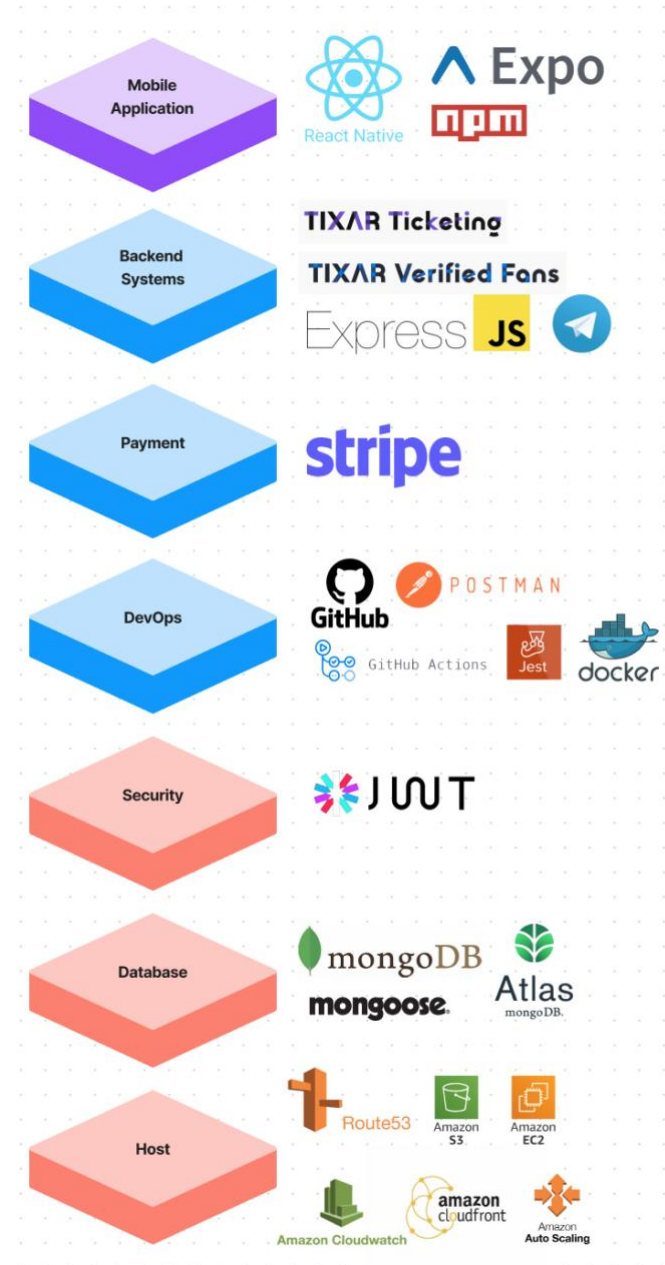 Mobile
Application
React Native
Expo
npm
TIXAR Ticketing
Backend
Systems
TIXAR Verified Fans
Express
JS
Payment
stripe
DevOps
GitHub
POSTMAN
GitHub Actions
Jest
docker
Security
JWT
Database
mongoDB
mongoose
Atlas
mongoDB.
Host
Route53
Amazon
S3
Amazon
EC2
Amazon Cloudwatch
amazon
cloudfront
Amazon
Auto Scaling